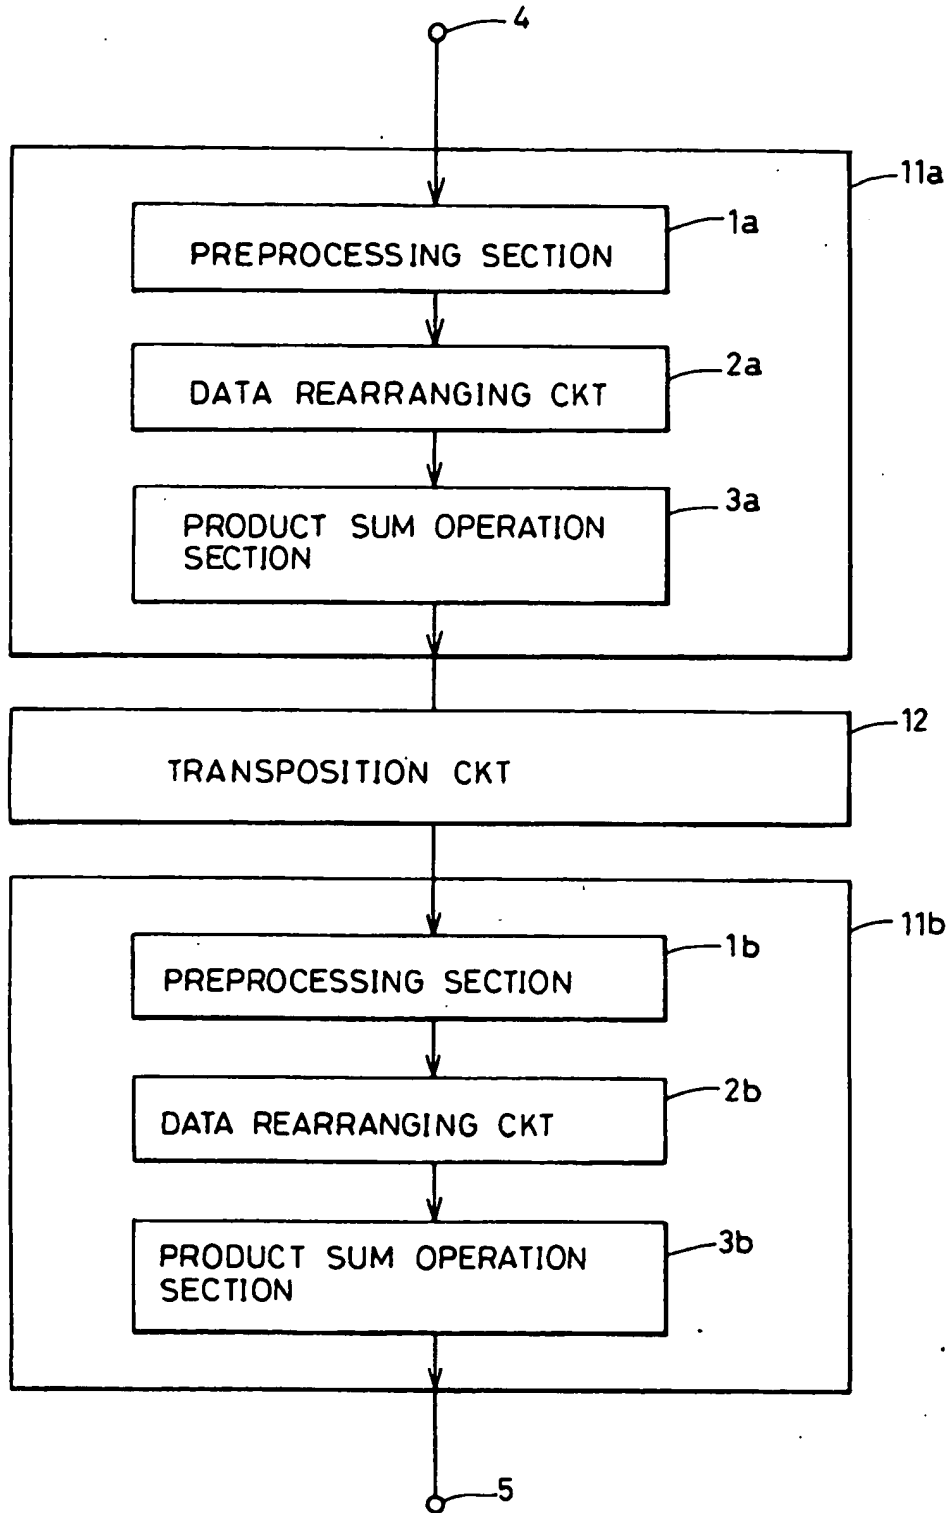 4
11a
1a
PREPROCESSING SECTION
2a
DATA REARRANGING CKT
3a
PRODUCT SUM OPERATION
SECTION
12
TRANSPOSITION CKT
11b
1b
PREPROCESSING SECTION
2b
DATA REARRANGING CKT
3b
PRODUCT SUM OPERATION
SECTION
5